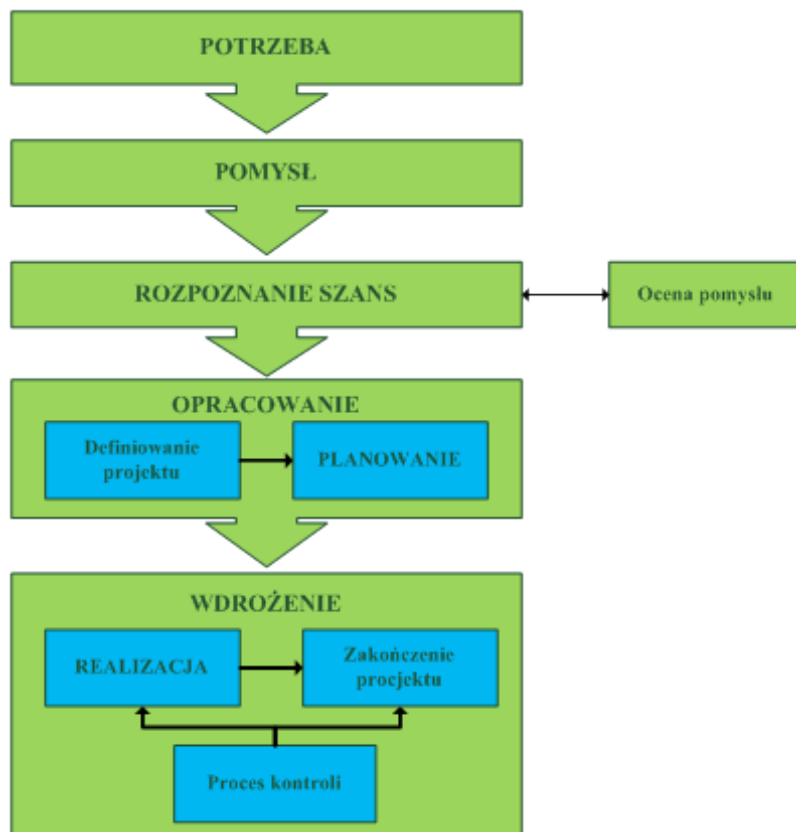 POTRZEBA
POMYSŁ
ROZPOZNANIE SZANS
Ocena pomysłu
OPRACOWANIE
Definiowanie
projektu
PLANOWANIE
WDROŻENIE
REALIZACJA
Zakończenie
procjektu
Proces kontroli